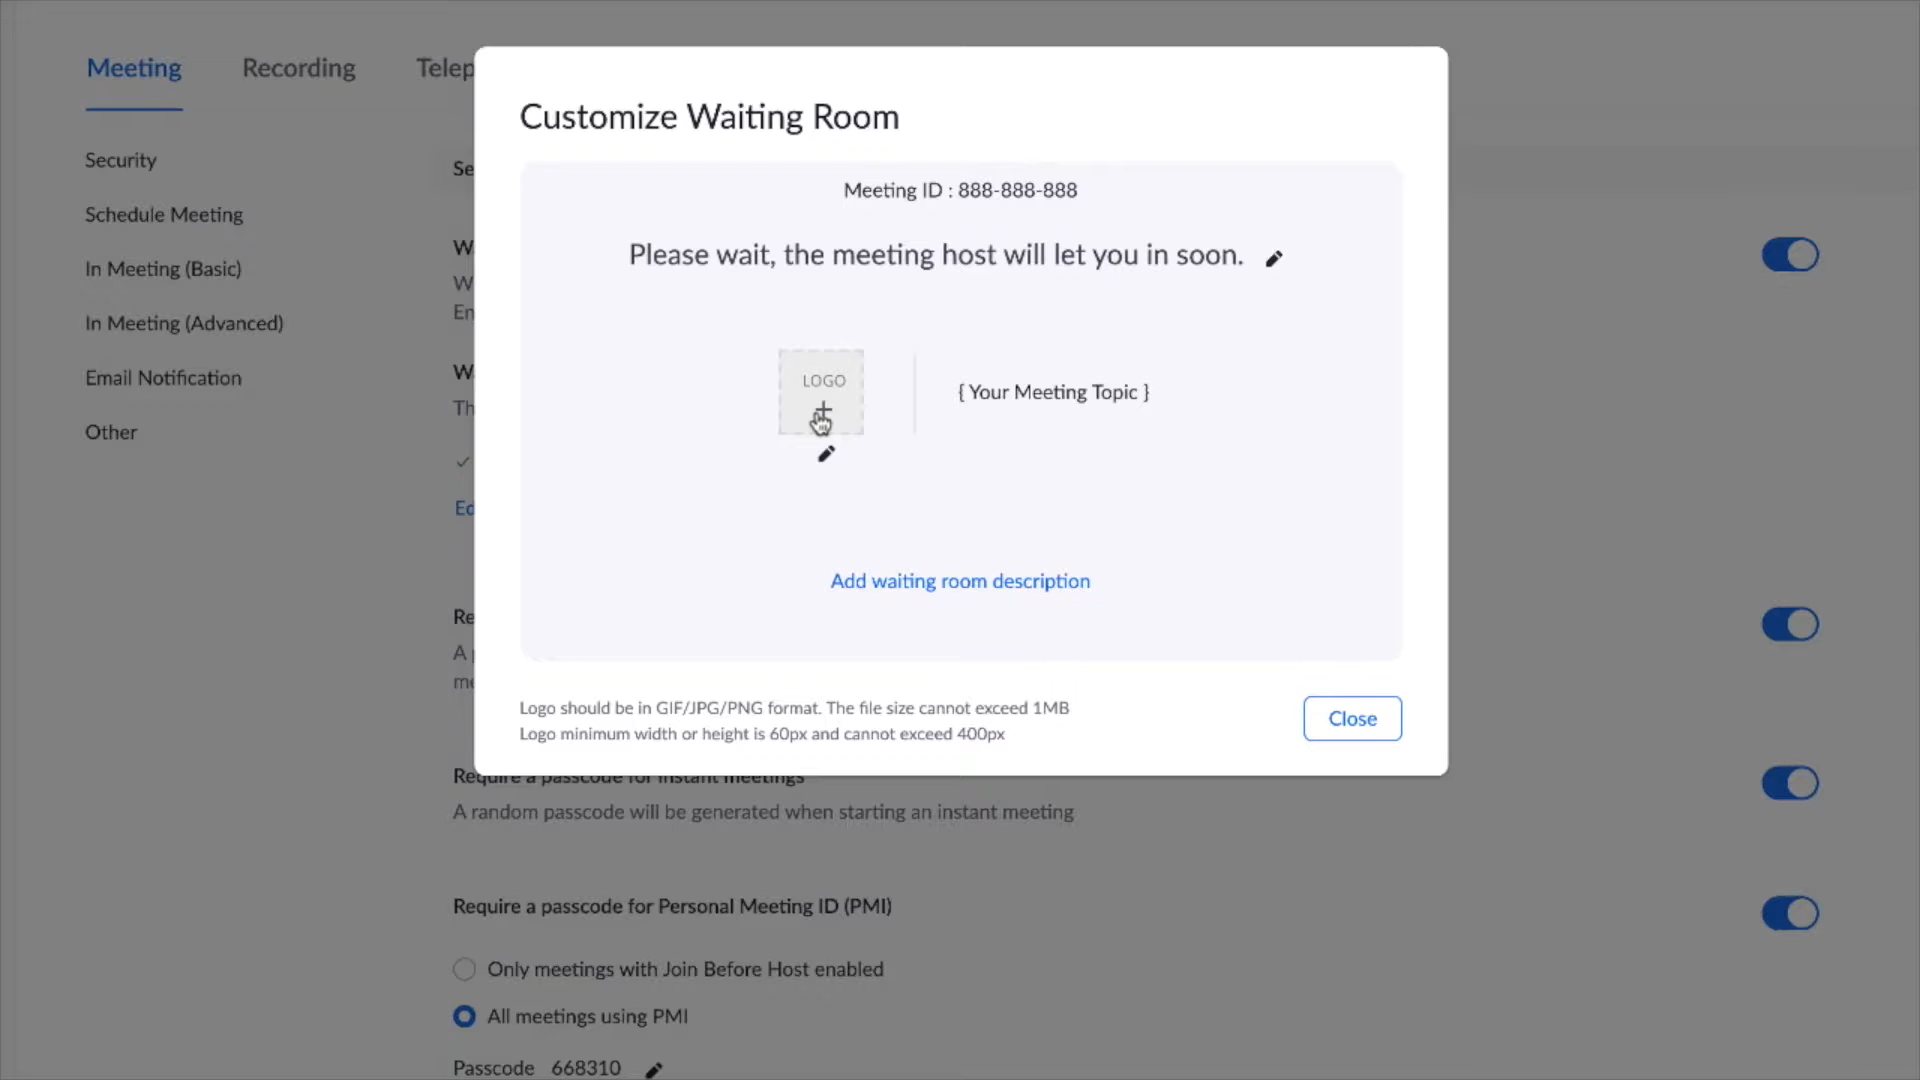 Meeting
Recording
Customize Waiting Room
Security
Meeting ID : 888-888-888
Schedule Meeting
Please wait, the meeting host will let you in soon.
In Meeting (Basic)
In Meeting (Advanced)
LOGO
{ Your Meeting Topic }
Email Notification
Other
Add waiting room description
Logo should be in GIF/JPG/PNG format. The file size cannot exceed 1MB
Logo minimum width or height is 60px and cannot exceed 400px
Close
Require a passcode for instant meetings
A random passcode will be generated when starting an instant meeting
Require a passcode for Personal Meeting ID (PMI)
Only meetings with Join Before Host enabled
All meetings using PMI
Passcode 668310